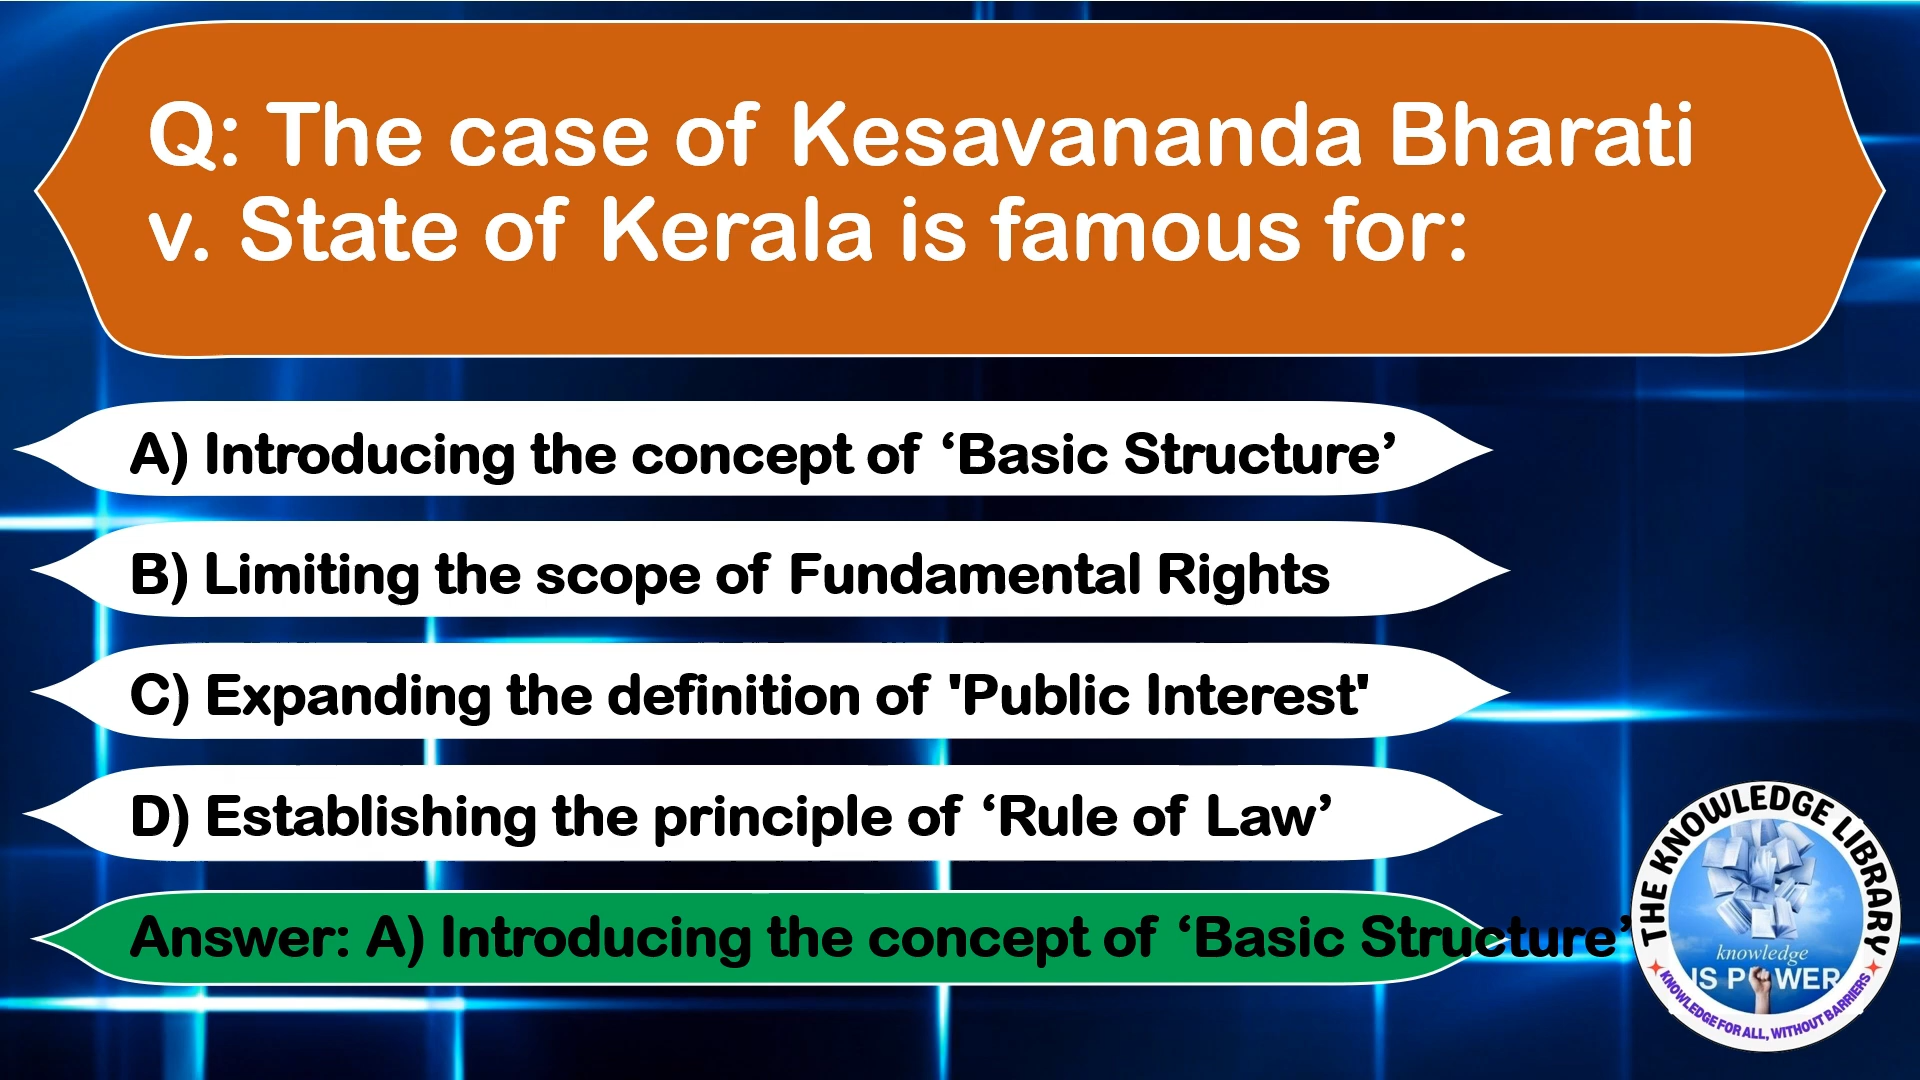 Q: The case of Kesavananda Bharati
v. State of Kerala is famous for:
A) Introducing the concept of ‘Basic Structure’
B) Limiting the scope of Fundamental Rights
C) Expanding the definition of 'Public Interest'
D) Establishing the principle of ‘Rule of Law’
Answer: A) Introducing the concept of ‘Basic Structure’
THE KNOWLEDGE LIBRARY
knowledge
IS POWER
KNOWLEDGE FOR ALL, WITHOUT BARRIERS